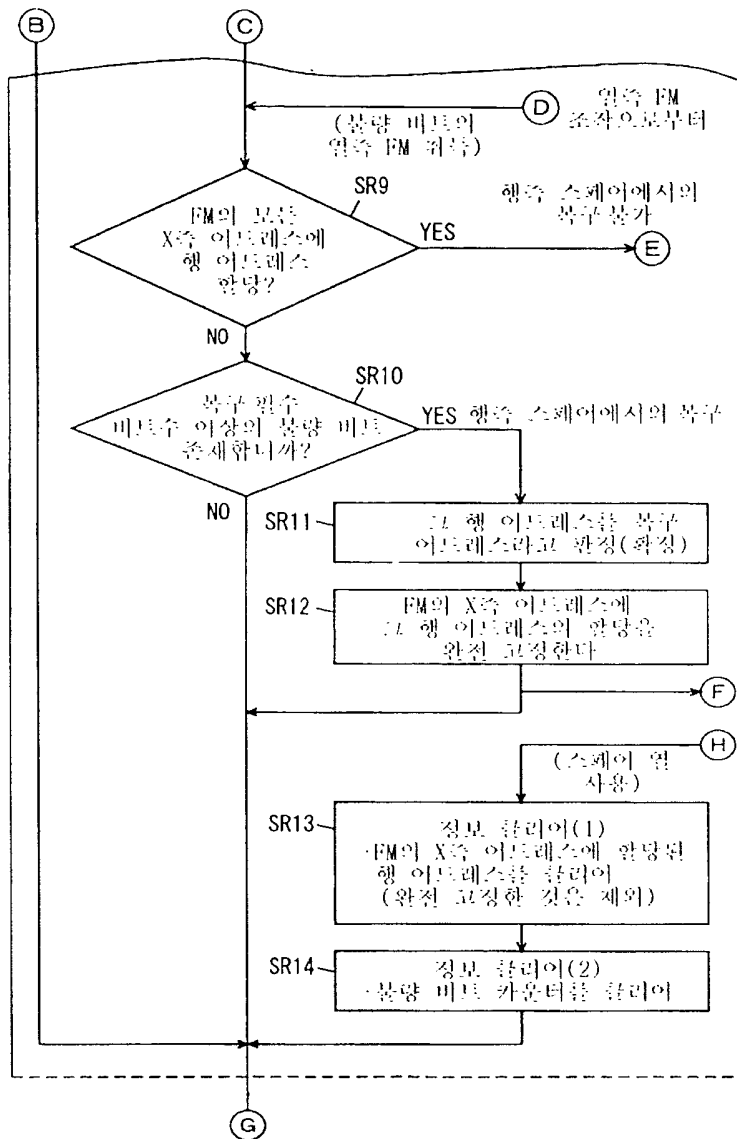 B
C
D
열측 FM
조작으로부터
(불량 비트의
열측 FM 취득)
SR9
FM의 모든
X측 어드레스에
행 어드레스
할당?
YES
행측 스페어에서의
복구 불가
E
NO
SR10
복구 필수
비트수 이상의 불량 비트
존재합니까?
YES 행측 스페어에서의 복구
NO
SR11
그 행 어드레스를 복구
어드레스라고 판정(확정)
SR12
FM의 X측 어드레스에
그 행 어드레스의 할당을
완전 고정한다
F
H
(스페어 열
사용)
SR13
정보 클리어(1)
·FM의 X측 어드레스에 할당된
행 어드레스를 클리어
(완전 고정한 것은 제외)
SR14
정보 클리어(2)
·불량 비트 카운터를 클리어
G